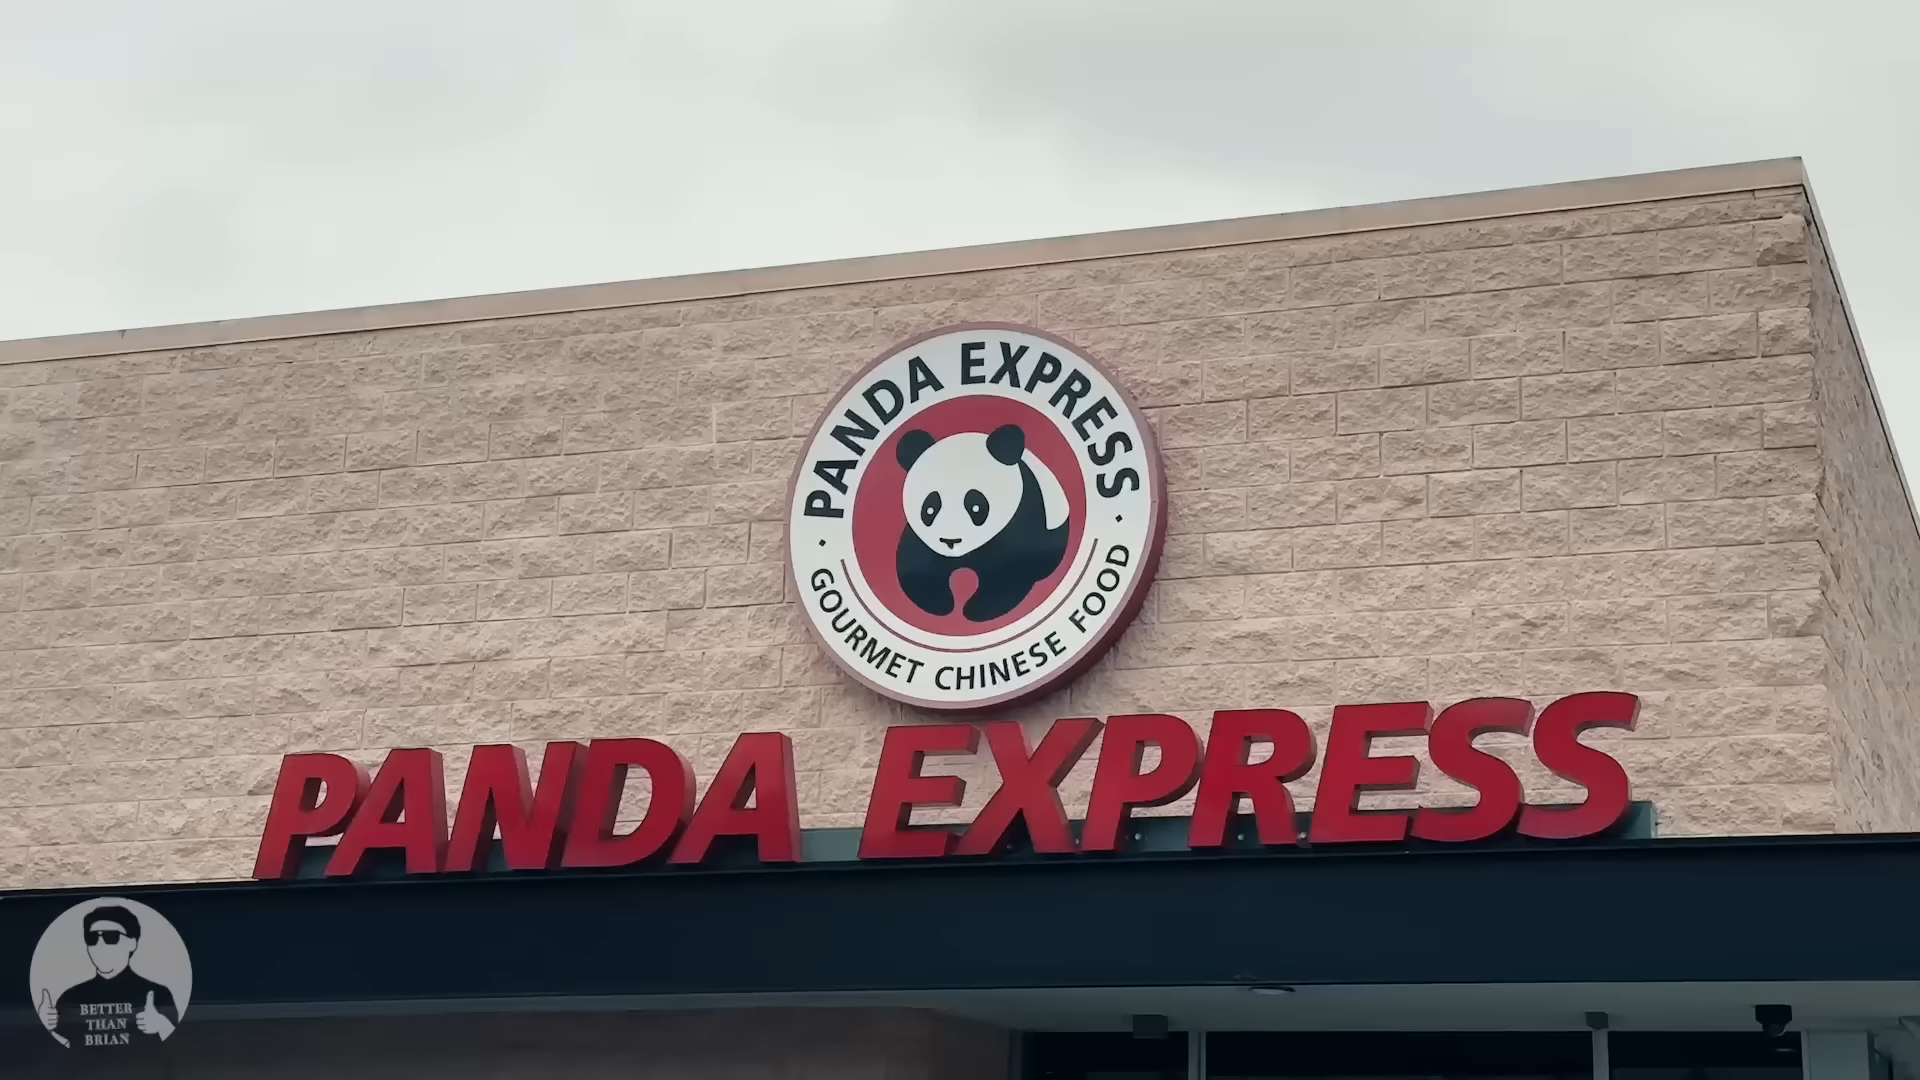 PANDA EXPRESS
· GOURMET CHINESE FOOD ·
PANDA EXPRESS
BETTER
THAN
BRIAN